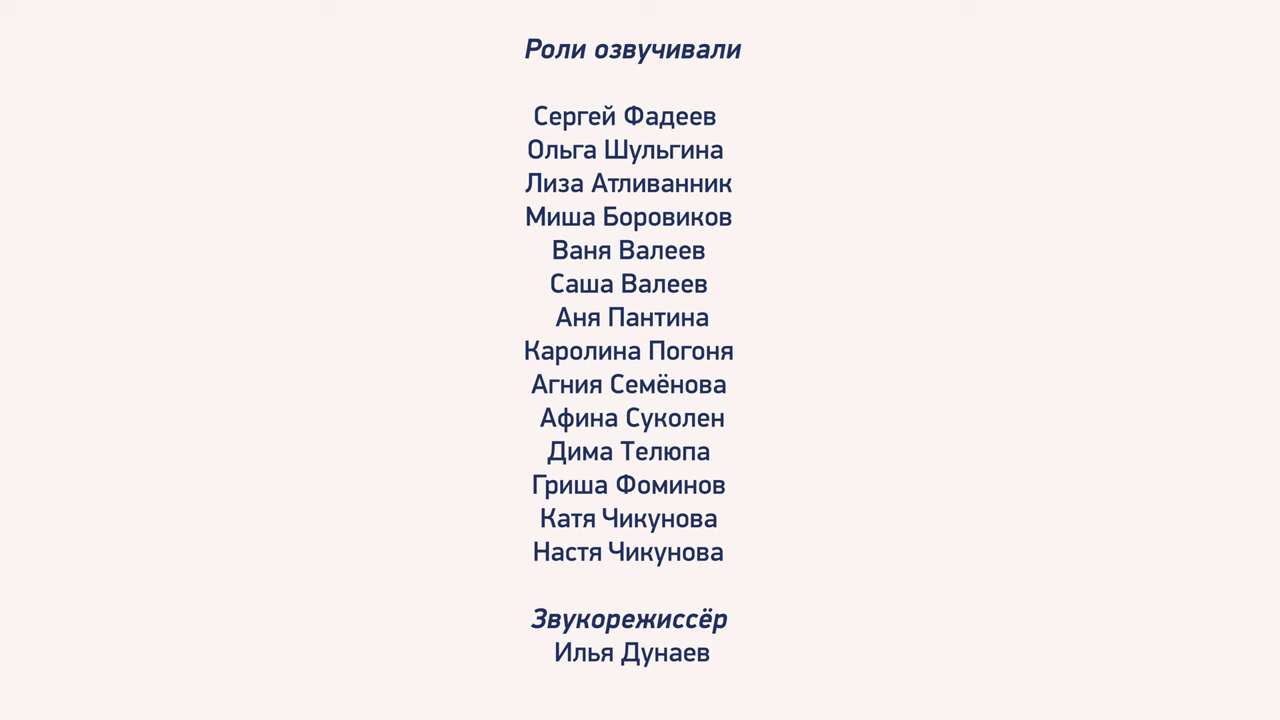 Роли озвучивали
Сергей Фадеев
Ольга Шульгина
Лиза Атливанник
Миша Боровиков
Ваня Валеев
Саша Валеев
Аня Пантина
Каролина Погоня
Агния Семёнова
Афина Суколен
Дима Телюпа
Гриша Фоминов
Катя Чикунова
Настя Чикунова
Звукорежиссёр
Илья Дунаев